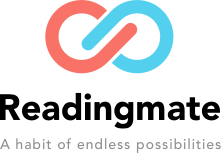 Readingmate
A habit of endless possibilities